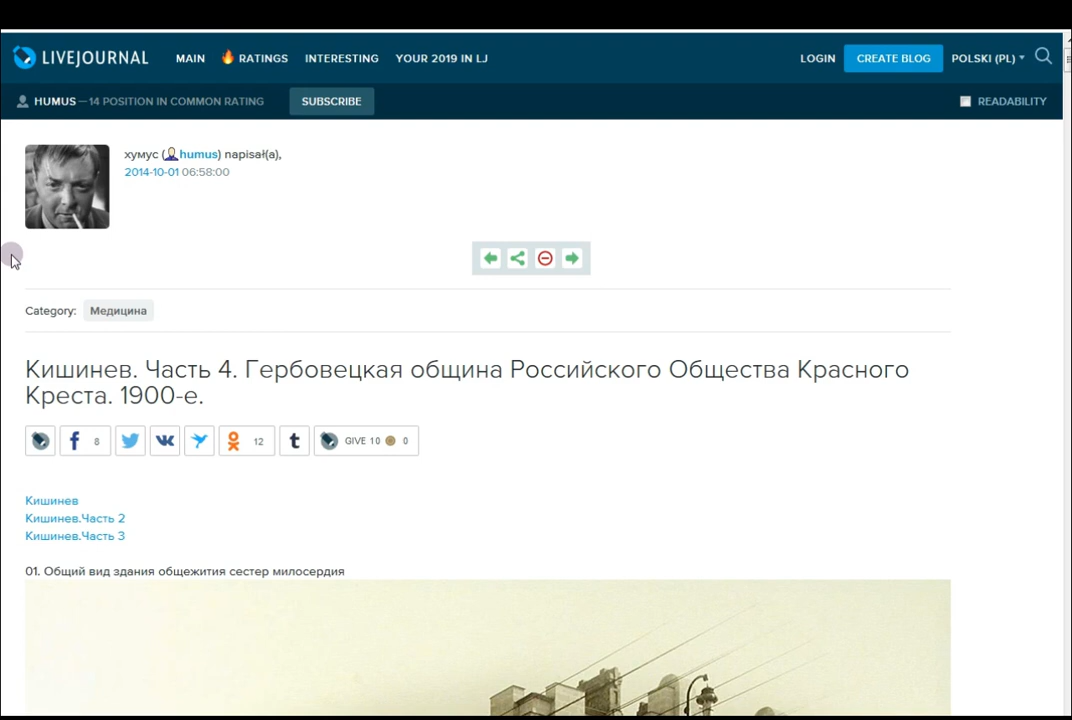 LIVEJOURNAL MAIN RATINGS INTERESTING YOUR 2019 IN LJ LOGIN CREATE BLOG POLSKI (PL)
HUMUS — 14 POSITION IN COMMON RATING SUBSCRIBE READABILITY
хумус (humus) napisał(a),
2014-10-01 06:58:00
Category: Медицина
Кишинев. Часть 4. Гербовецкая община Российского Общества Красного
Креста. 1900-е.
8 12 t GIVE 10 0
Кишинев
Кишинев.Часть 2
Кишинев.Часть 3
01. Общий вид здания общежития сестер милосердия